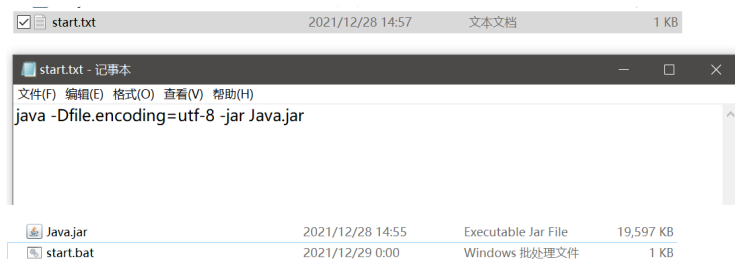 start.txt 2021/12/28 14:57 文本文档 1 KB
start.txt - 记事本
文件(F) 编辑(E) 格式(O) 查看(V) 帮助(H)
java -Dfile.encoding=utf-8 -jar Java.jar
Java.jar 2021/12/28 14:55 Executable Jar File 19,597 KB
start.bat 2021/12/29 0:00 Windows 批处理文件 1 KB